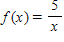 f(x) = 5/x